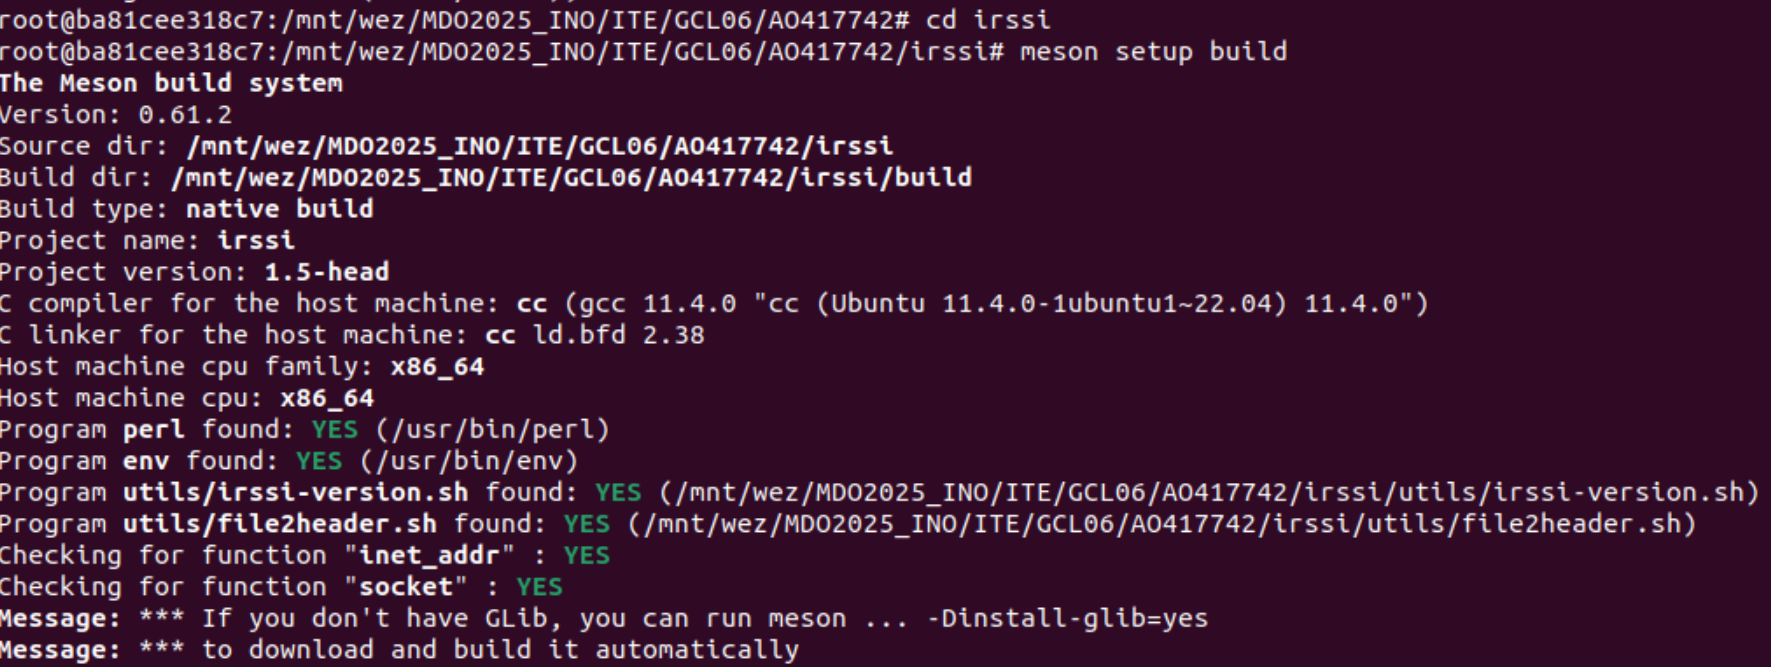 root@ba81cee318c7:/mnt/wez/MDO2025_INO/ITE/GCL06/AO417742# cd irssi
root@ba81cee318c7:/mnt/wez/MDO2025_INO/ITE/GCL06/AO417742/irssi# meson setup build
The Meson build system
Version: 0.61.2
Source dir: /mnt/wez/MDO2025_INO/ITE/GCL06/AO417742/irssi
Build dir: /mnt/wez/MDO2025_INO/ITE/GCL06/AO417742/irssi/build
Build type: native build
Project name: irssi
Project version: 1.5-head
C compiler for the host machine: cc (gcc 11.4.0 "cc (Ubuntu 11.4.0-1ubuntu1~22.04) 11.4.0")
C linker for the host machine: cc ld.bfd 2.38
Host machine cpu family: x86_64
Host machine cpu: x86_64
Program perl found: YES (/usr/bin/perl)
Program env found: YES (/usr/bin/env)
Program utils/irssi-version.sh found: YES (/mnt/wez/MDO2025_INO/ITE/GCL06/AO417742/irssi/utils/irssi-version.sh)
Program utils/file2header.sh found: YES (/mnt/wez/MDO2025_INO/ITE/GCL06/AO417742/irssi/utils/file2header.sh)
Checking for function "inet_addr" : YES
Checking for function "socket" : YES
Message: *** If you don't have GLib, you can run meson ... -Dinstall-glib=yes
Message: *** to download and build it automatically